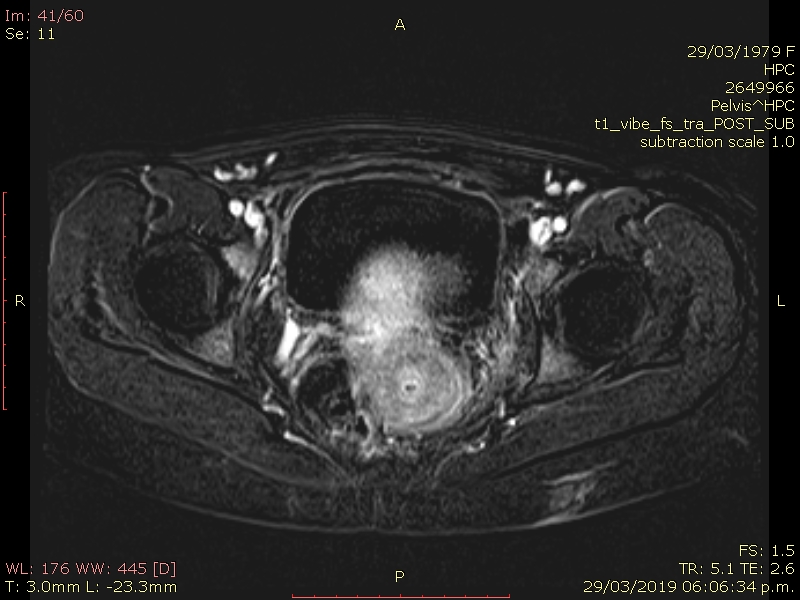 Im: 41/60
Se: 11
A
29/03/1979 F
HPC
2649966
Pelvis^HPC
t1_vibe_fs_tra_POST_SUB
subtraction scale 1.0
R
L
WL: 176 WW: 445 [D]
T: 3.0mm L: -23.3mm
P
FS: 1.5
TR: 5.1 TE: 2.6
29/03/2019 06:06:34 p.m.